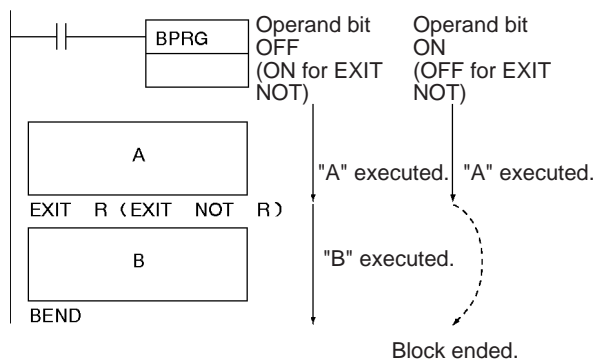 BPRG
Operand bit
OFF
(ON for EXIT
NOT)
Operand bit
ON
(OFF for EXIT
NOT)
A
"A" executed.
"A" executed.
EXIT R (EXIT NOT R)
B
"B" executed.
BEND
Block ended.